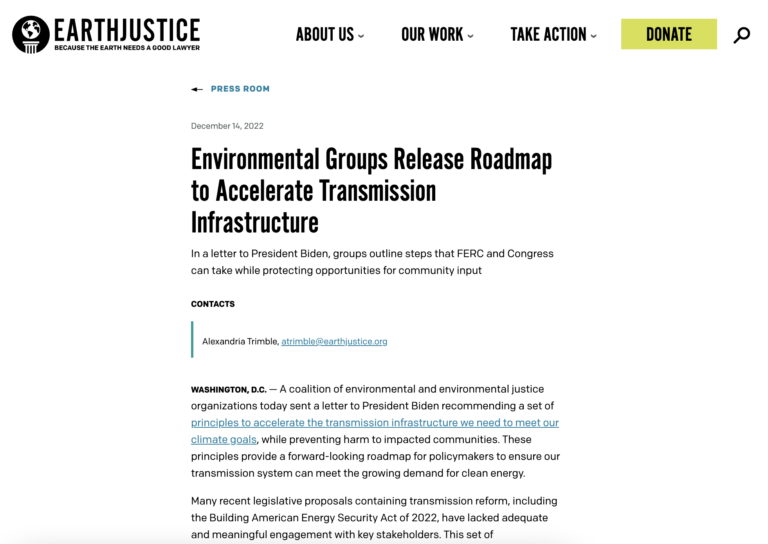 EARTHJUSTICE
BECAUSE THE EARTH NEEDS A GOOD LAWYER
ABOUT US
OUR WORK
TAKE ACTION
DONATE
PRESS ROOM
December 14, 2022
Environmental Groups Release Roadmap
to Accelerate Transmission
Infrastructure
In a letter to President Biden, groups outline steps that FERC and Congress
can take while protecting opportunities for community input
CONTACTS
Alexandria Trimble, atrimble@earthjustice.org
WASHINGTON, D.C. — A coalition of environmental and environmental justice
organizations today sent a letter to President Biden recommending a set of
principles to accelerate the transmission infrastructure we need to meet our
climate goals, while preventing harm to impacted communities. These
principles provide a forward-looking roadmap for policymakers to ensure our
transmission system can meet the growing demand for clean energy.
Many recent legislative proposals containing transmission reform, including
the Building American Energy Security Act of 2022, have lacked adequate
and meaningful engagement with key stakeholders. This set of